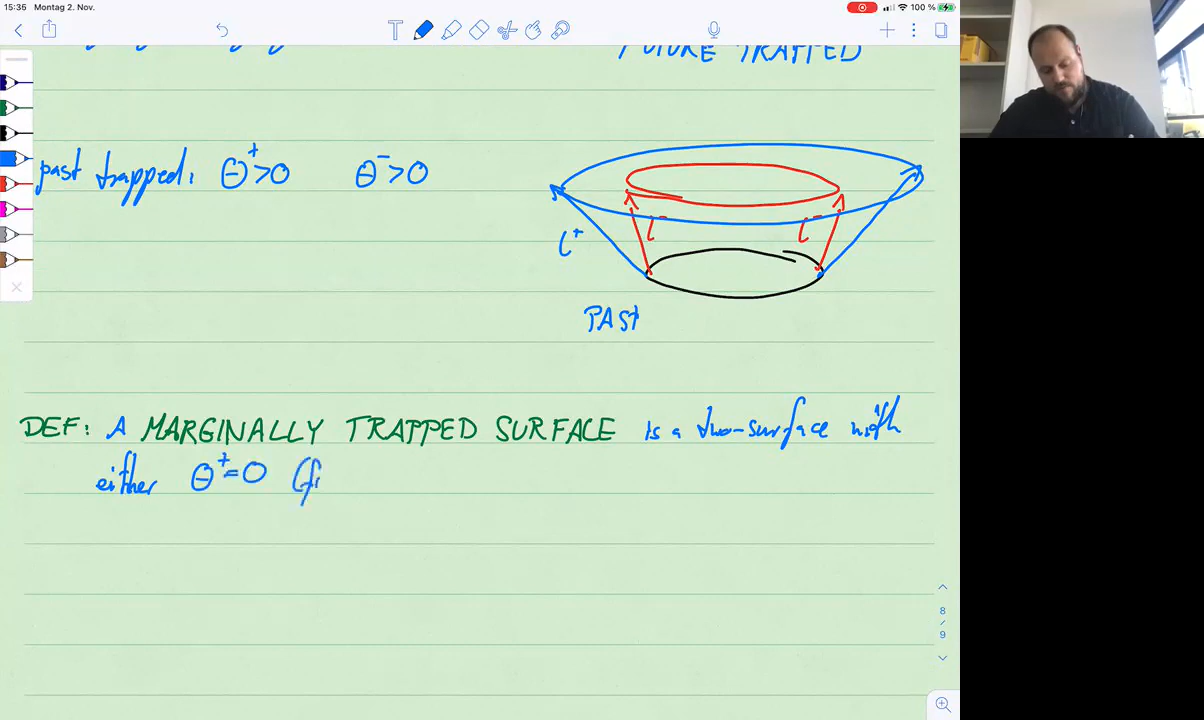 15:36 Montag 2. Nov.
100 %
FUTURE TRAPPED
past trapped: Θ⁺>0 Θ⁻>0
l⁺ l⁻ l⁻
PAST
DEF: A MARGINALLY TRAPPED SURFACE is a two-surface with
either Θ⁺=0 (f
8
/
9